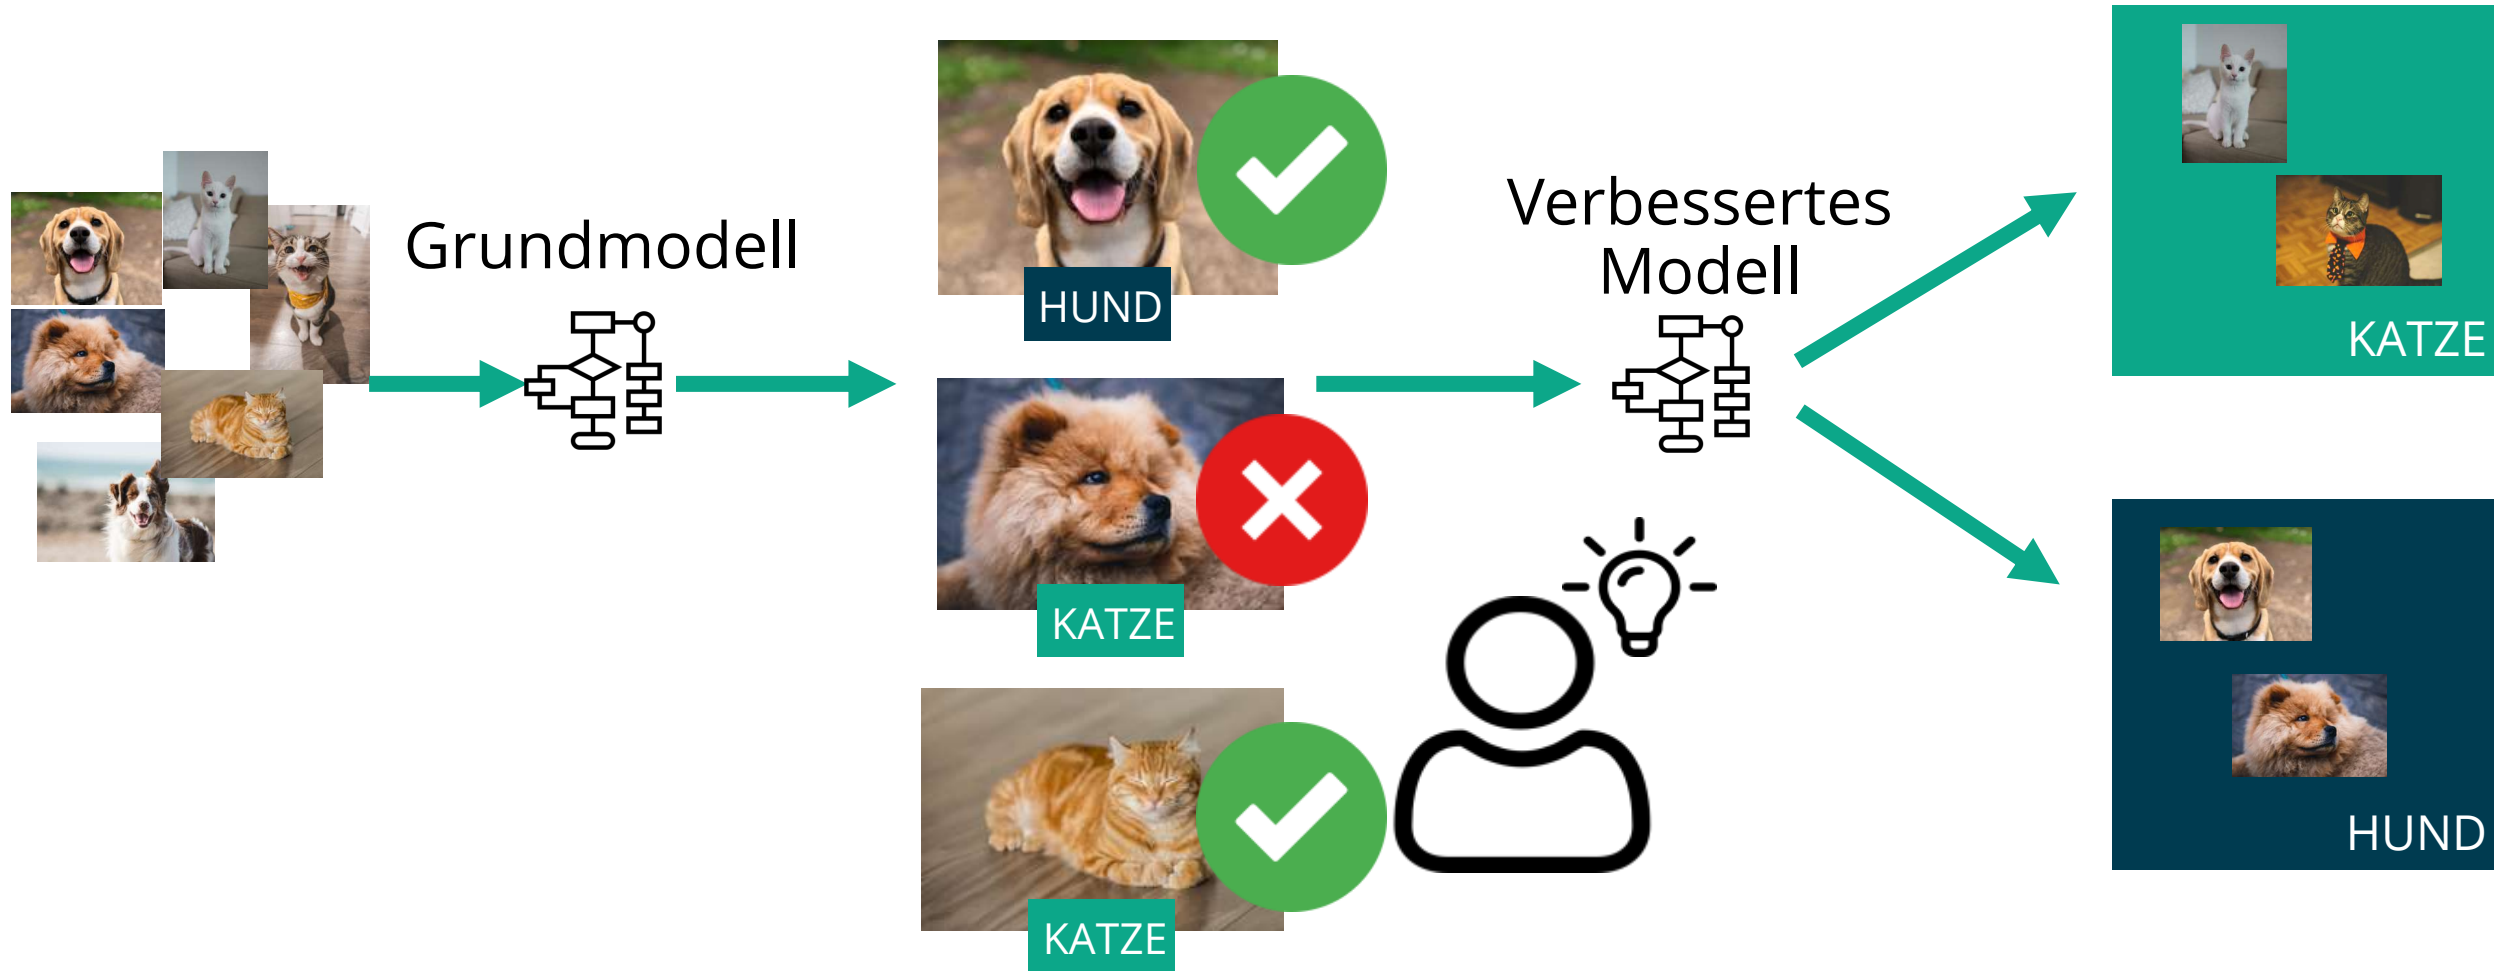 Grundmodell
HUND
KATZE
KATZE
Verbessertes
Modell
KATZE
HUND